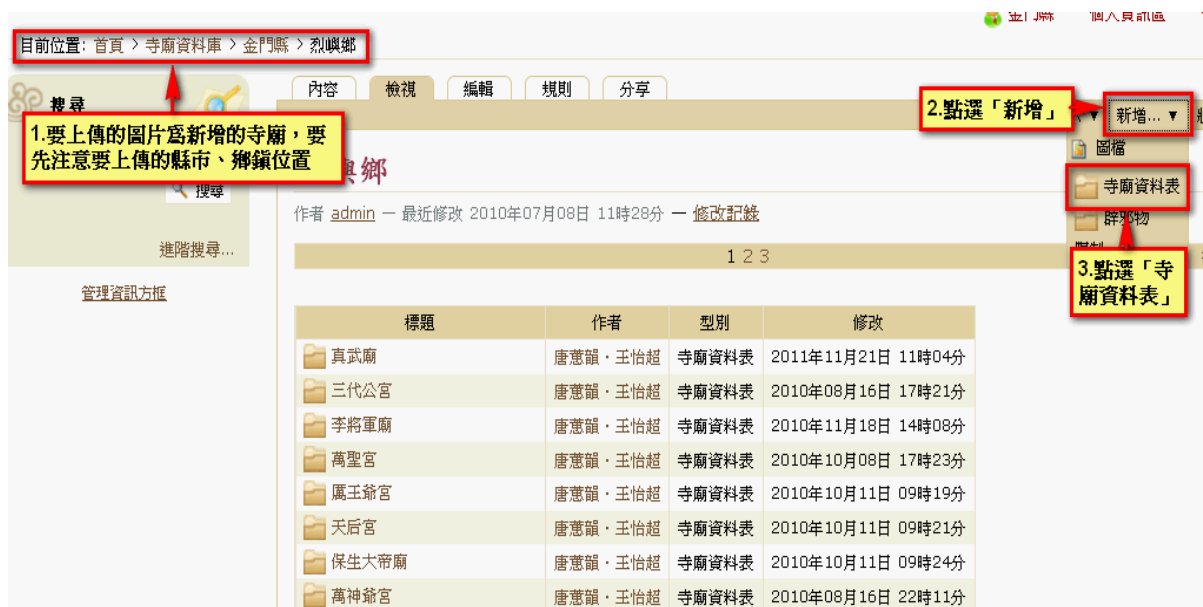 金門縣 個人資訊區
目前位置: 首頁 > 寺廟資料庫 > 金門縣 > 烈嶼鄉
內容 檢視 編輯 規則 分享
搜尋
2.點選「新增」
▼ 新增... ▼
1.要上傳的圖片為新增的寺廟，要
先注意要上傳的縣市、鄉鎮位置
圖檔
嶼鄉
寺廟資料表
搜尋
作者 admin — 最近修改 2010年07月08日 11時28分 — 修改記錄
辟邪物
進階搜尋...
1 2 3
3.點選「寺
廟資料表」
管理資訊方框
標題 作者 型別 修改
真武廟 唐蕙韻．王怡超 寺廟資料表 2011年11月21日 11時04分
三代公宮 唐蕙韻．王怡超 寺廟資料表 2010年08月16日 17時21分
李將軍廟 唐蕙韻．王怡超 寺廟資料表 2010年11月18日 14時08分
萬聖宮 唐蕙韻．王怡超 寺廟資料表 2010年10月08日 17時23分
厲王爺宮 唐蕙韻．王怡超 寺廟資料表 2010年10月11日 09時19分
天后宮 唐蕙韻．王怡超 寺廟資料表 2010年10月11日 09時21分
保生大帝廟 唐蕙韻．王怡超 寺廟資料表 2010年10月11日 09時24分
萬神爺宮 唐蕙韻．王怡超 寺廟資料表 2010年08月16日 22時11分